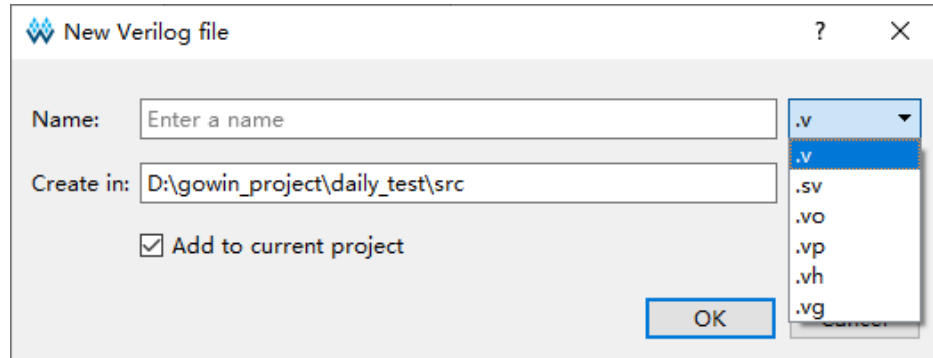 New Verilog file ?
Name: Enter a name .v
.v
Create in: D:\gowin_project\daily_test\src
.sv
.vo
Add to current project
.vp
.vh
.vg
OK